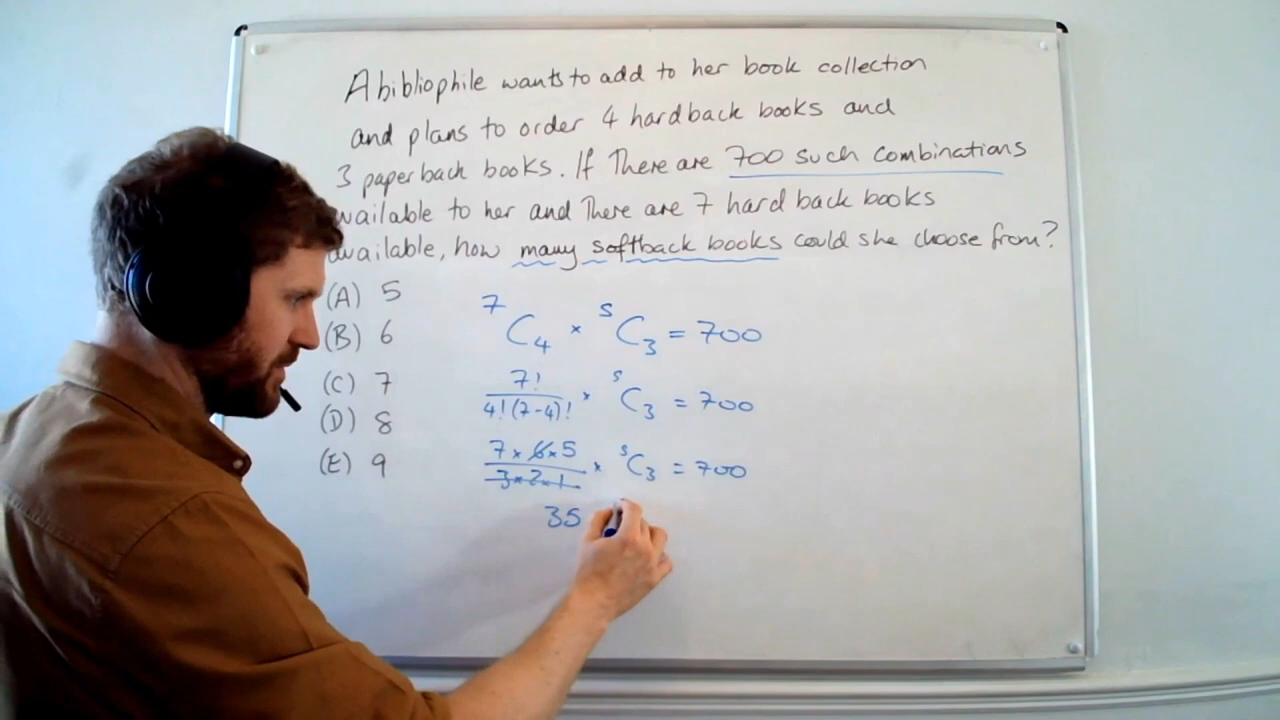 A bibliophile wants to add to her book collection
and plans to order 4 hardback books and
3 paperback books. If there are 700 such combinations
vailable to her and there are 7 hard back books
available, how many softback books could she choose from?
(A) 5
(B) 6
(C) 7
(D) 8
(E) 9
⁷C₄ × ˢC₃ = 700
7!/4!(7-4)! × ˢC₃ = 700
7×6×5/3×2×1 × ˢC₃ = 700
35